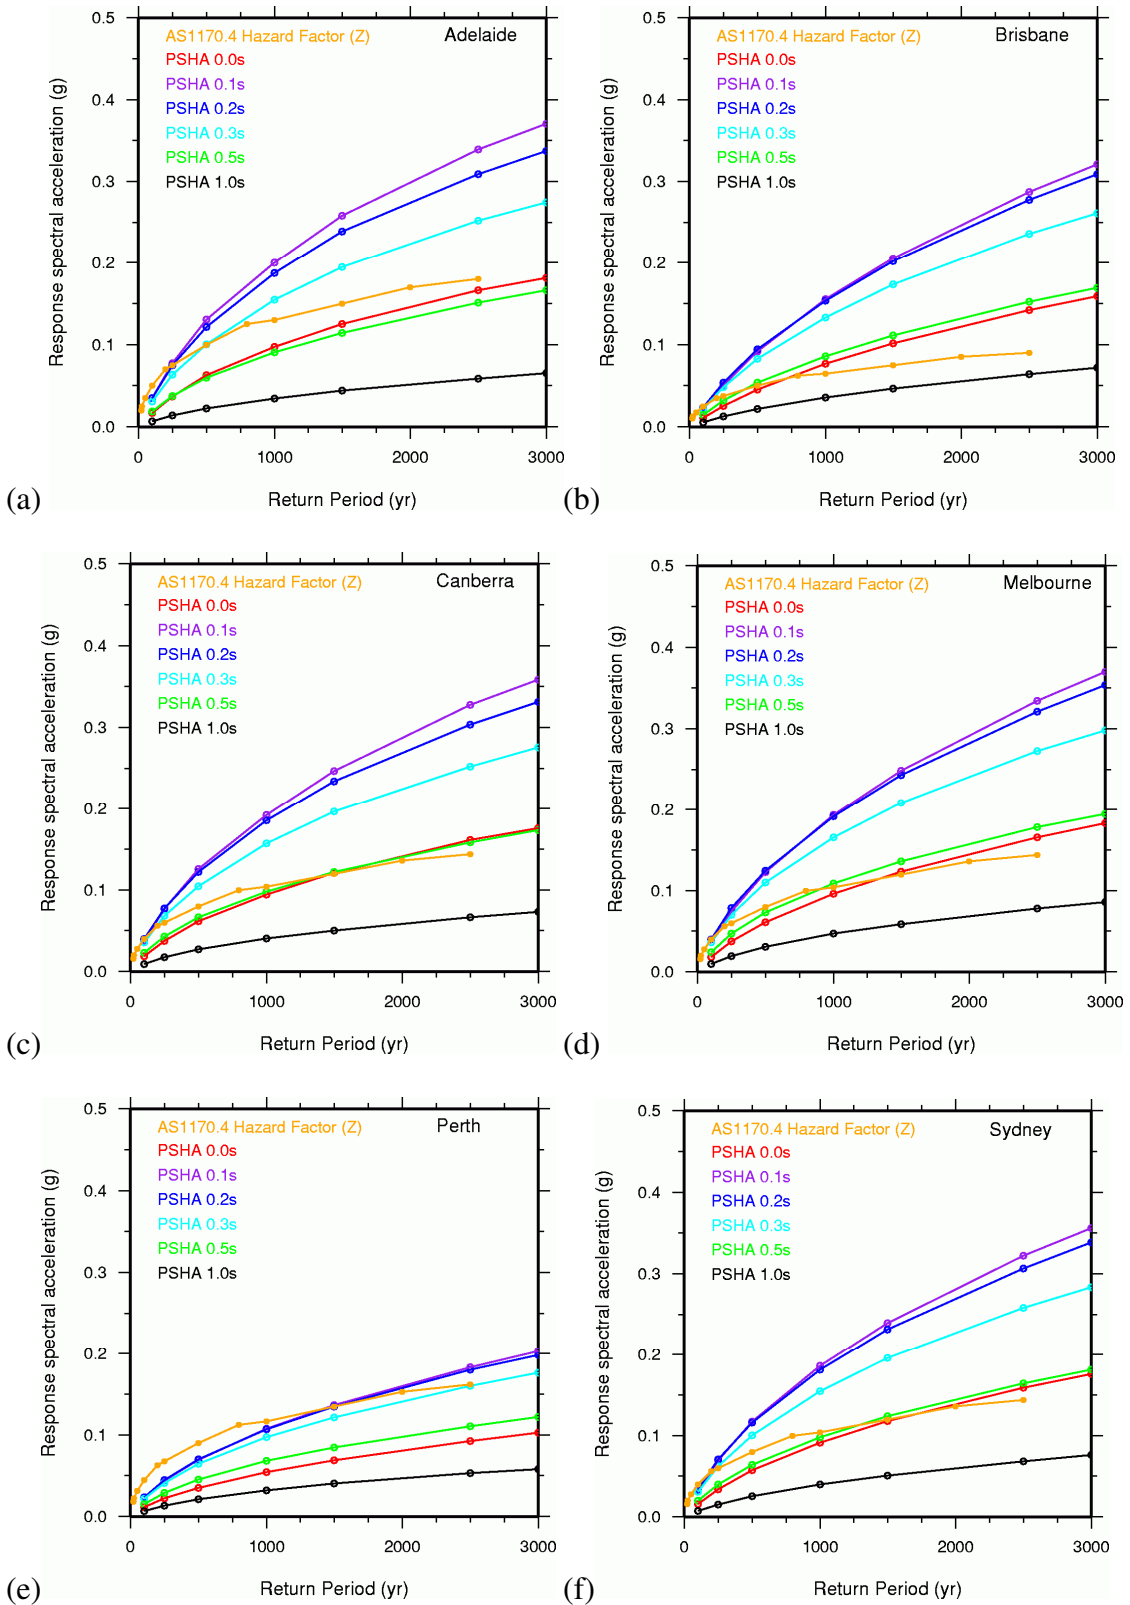 0.5
AS1170.4 Hazard Factor (Z)
Adelaide
PSHA 0.0s
PSHA 0.1s
0.4
PSHA 0.2s
PSHA 0.3s
PSHA 0.5s
0.3
PSHA 1.0s
0.2
0.1
0.0
Response spectral acceleration (g)
0 1000 2000 3000
(a)
Return Period (yr)
0.5
AS1170.4 Hazard Factor (Z)
Brisbane
PSHA 0.0s
PSHA 0.1s
0.4
PSHA 0.2s
PSHA 0.3s
PSHA 0.5s
0.3
PSHA 1.0s
0.2
0.1
0.0
Response spectral acceleration (g)
0 1000 2000 3000
(b)
Return Period (yr)
0.5
AS1170.4 Hazard Factor (Z)
Canberra
PSHA 0.0s
PSHA 0.1s
0.4
PSHA 0.2s
PSHA 0.3s
PSHA 0.5s
0.3
PSHA 1.0s
0.2
0.1
0.0
Response spectral acceleration (g)
0 1000 2000 3000
(c)
Return Period (yr)
0.5
AS1170.4 Hazard Factor (Z)
Melbourne
PSHA 0.0s
PSHA 0.1s
0.4
PSHA 0.2s
PSHA 0.3s
PSHA 0.5s
0.3
PSHA 1.0s
0.2
0.1
0.0
Response spectral acceleration (g)
0 1000 2000 3000
(d)
Return Period (yr)
0.5
AS1170.4 Hazard Factor (Z)
Perth
PSHA 0.0s
PSHA 0.1s
0.4
PSHA 0.2s
PSHA 0.3s
PSHA 0.5s
0.3
PSHA 1.0s
0.2
0.1
0.0
Response spectral acceleration (g)
0 1000 2000 3000
(e)
Return Period (yr)
0.5
AS1170.4 Hazard Factor (Z)
Sydney
PSHA 0.0s
PSHA 0.1s
0.4
PSHA 0.2s
PSHA 0.3s
PSHA 0.5s
0.3
PSHA 1.0s
0.2
0.1
0.0
Response spectral acceleration (g)
0 1000 2000 3000
(f)
Return Period (yr)